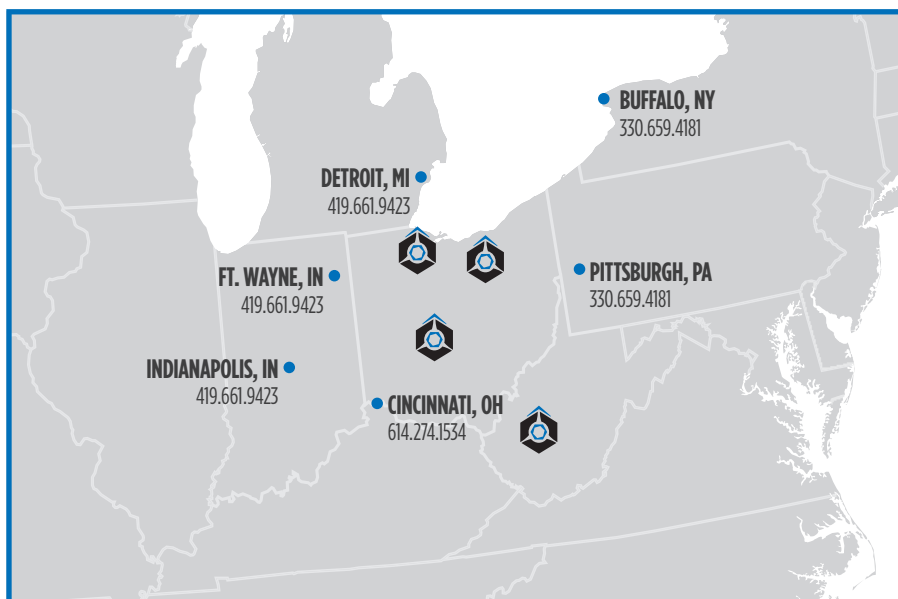 BUFFALO, NY
330.659.4181
DETROIT, MI
419.661.9423
FT. WAYNE, IN
419.661.9423
PITTSBURGH, PA
330.659.4181
INDIANAPOLIS, IN
419.661.9423
CINCINNATI, OH
614.274.1534